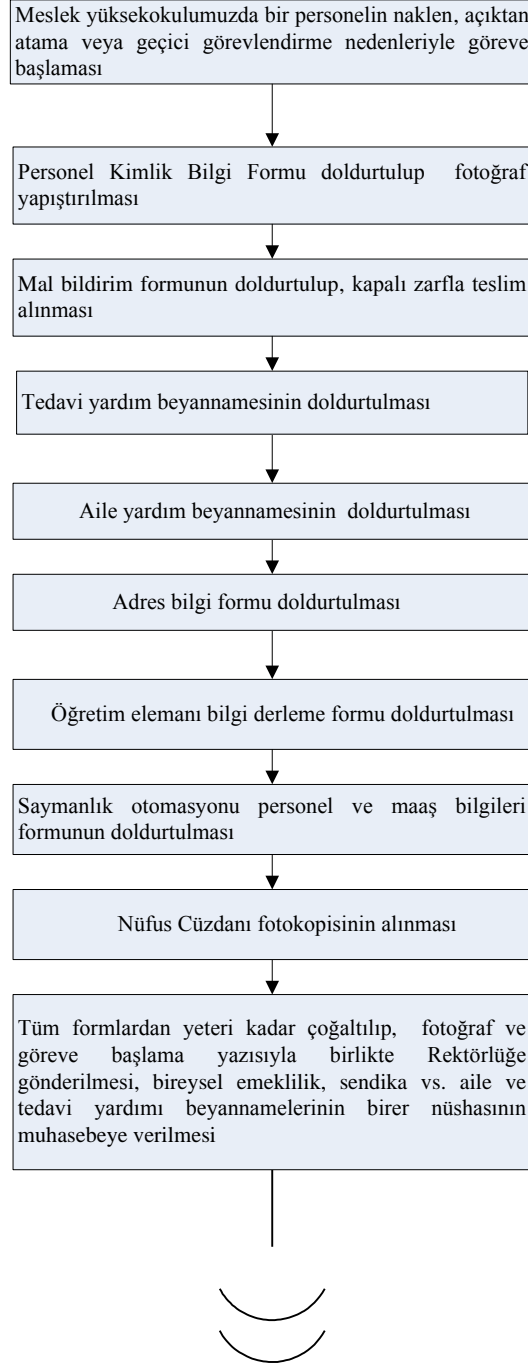 Meslek yüksekokulumuzda bir personelin naklen, açıktan
atama veya geçici görevlendirme nedenleriyle göreve
başlaması
Personel Kimlik Bilgi Formu doldurtulup fotoğraf
yapıştırılması
Mal bildirim formunun doldurtulup, kapalı zarfla teslim
alınması
Tedavi yardım beyannamesinin doldurtulması
Aile yardım beyannamesinin doldurtulması
Adres bilgi formu doldurtulması
Öğretim elemanı bilgi derleme formu doldurtulması
Saymanlık otomasyonu personel ve maaş bilgileri
formunun doldurtulması
Nüfus Cüzdanı fotokopisinin alınması
Tüm formlardan yeteri kadar çoğaltılıp, fotoğraf ve
göreve başlama yazısıyla birlikte Rektörlüğe
gönderilmesi, bireysel emeklilik, sendika vs. aile ve
tedavi yardımı beyannamelerinin birer nüshasının
muhasebeye verilmesi